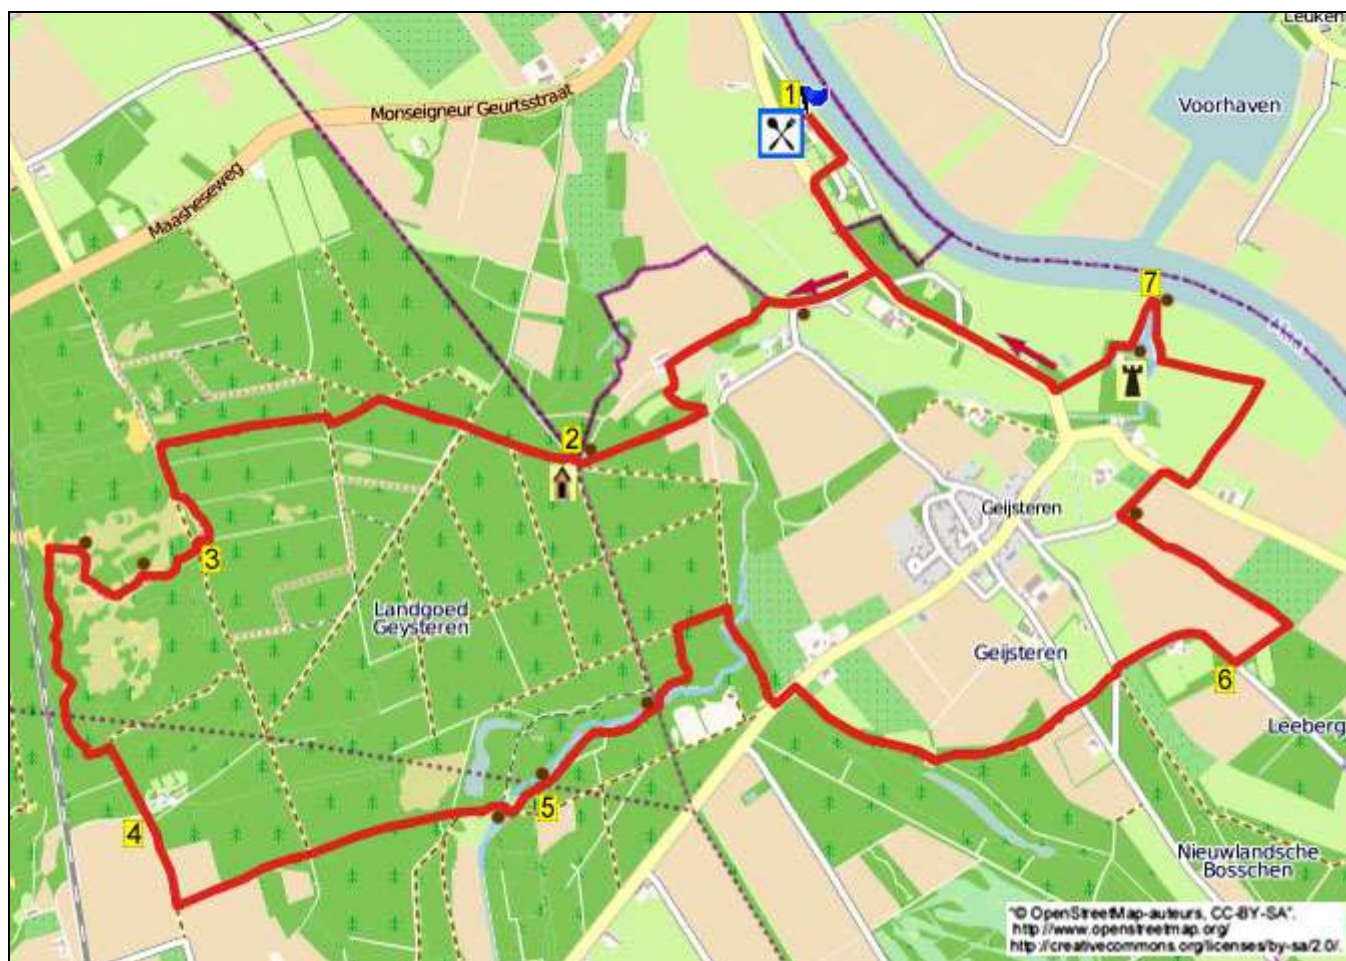 Leuken
1
Voorhaven
Monseigneur Geurtsstraat
Maasheseweg
7
2
Geijsteren
3
Landgoed
Geysteren
Geijsteren
6
Leeberg
5
4
Nieuwlandsche
Bosschen
"© OpenStreetMap-auteurs, CC-BY-SA".
http://www.openstreetmap.org/
http://creativecommons.org/licenses/by-sa/2.0/.